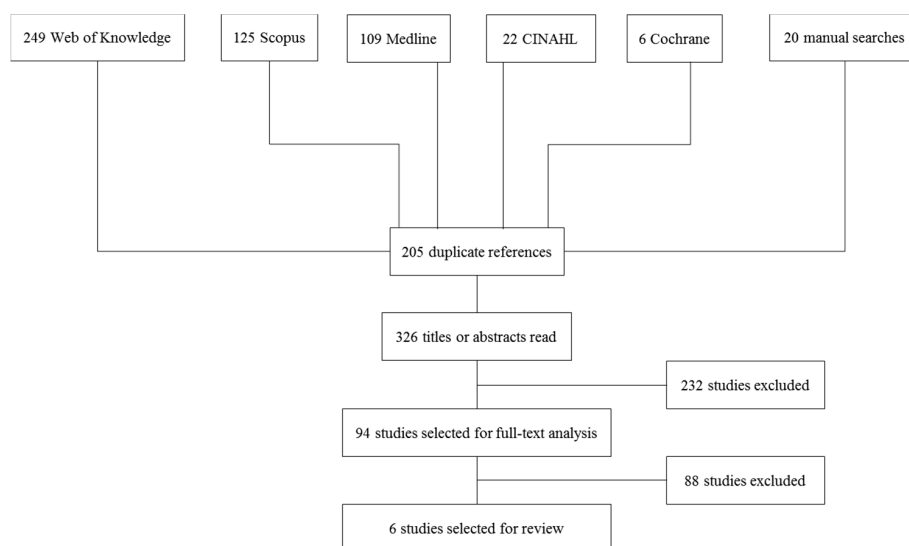 249 Web of Knowledge
125 Scopus
109 Medline
22 CINAHL
6 Cochrane
20 manual searches
205 duplicate references
326 titles or abstracts read
232 studies excluded
94 studies selected for full-text analysis
88 studies excluded
6 studies selected for review